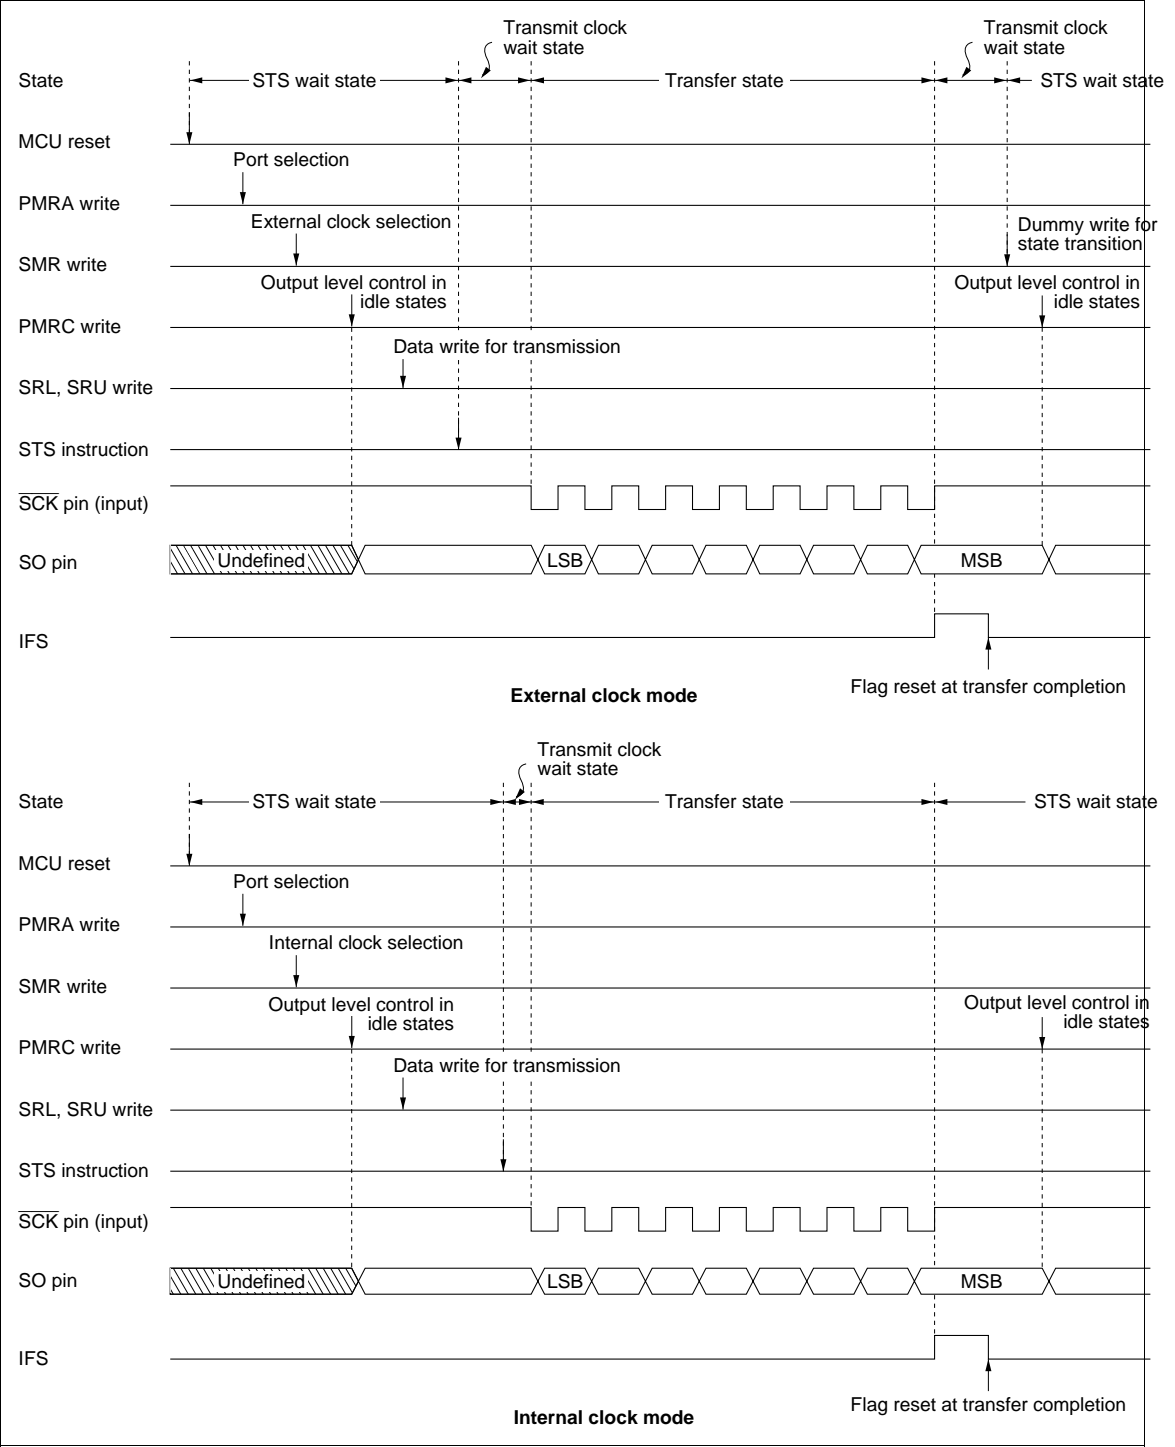 Transmit clock
wait state
Transmit clock
wait state
State
STS wait state
Transfer state
STS wait state
MCU reset
Port selection
PMRA write
External clock selection
Dummy write for
state transition
SMR write
Output level control in
idle states
Output level control in
idle states
PMRC write
Data write for transmission
SRL, SRU write
STS instruction
SCK pin (input)
SO pin
Undefined
LSB
MSB
IFS
Flag reset at transfer completion
External clock mode
Transmit clock
wait state
State
STS wait state
Transfer state
STS wait state
MCU reset
Port selection
PMRA write
Internal clock selection
SMR write
Output level control in
idle states
Output level control in
idle states
PMRC write
Data write for transmission
SRL, SRU write
STS instruction
SCK pin (input)
SO pin
Undefined
LSB
MSB
IFS
Flag reset at transfer completion
Internal clock mode